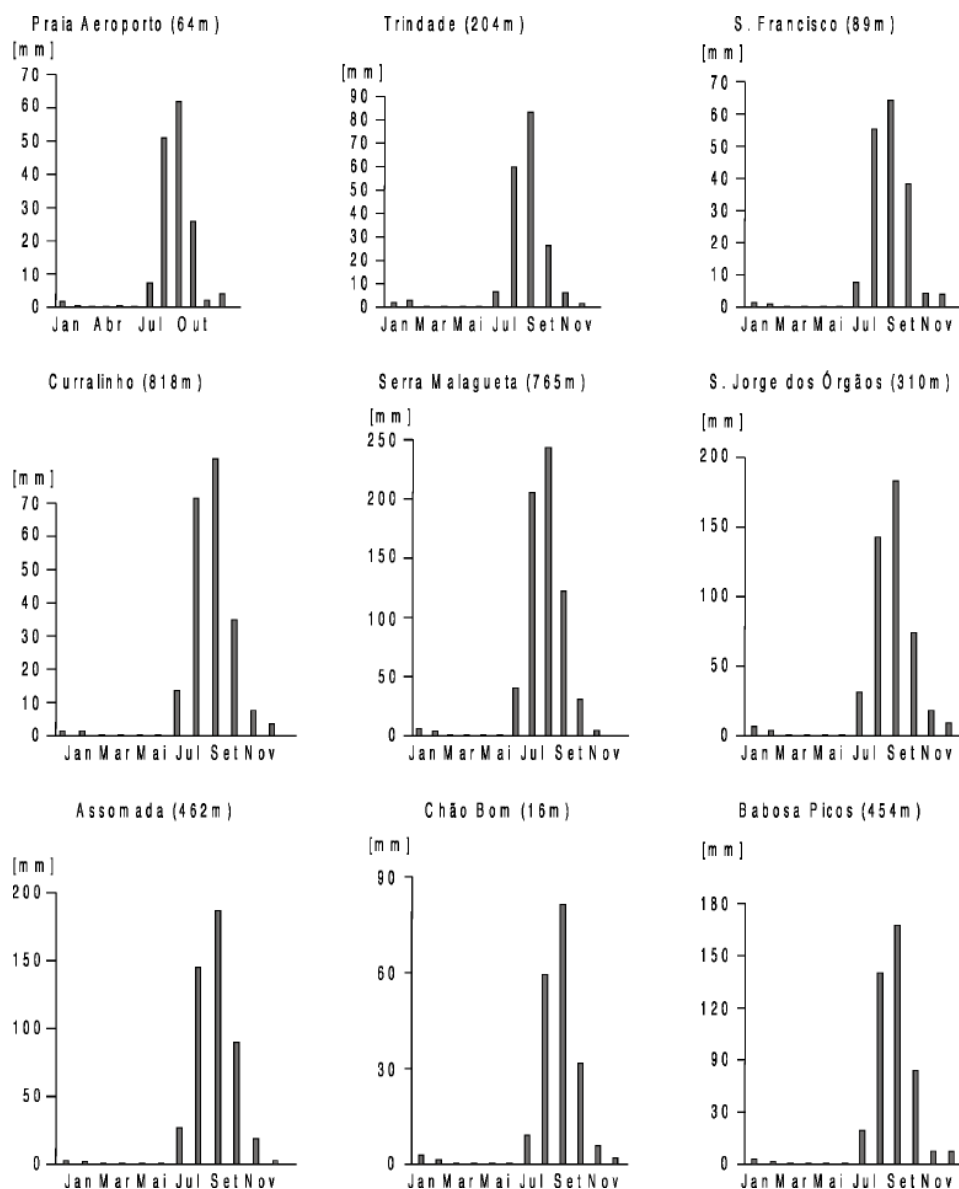 Praia Aeroporto (64m)
[mm]
70
60
50
40
30
20
10
0
Jan Abr Jul Out
Trindade (204m)
[mm]
90
80
70
60
50
40
30
20
10
0
Jan Mar Mai Jul Set Nov
S. Francisco (89m)
[mm]
70
60
50
40
30
20
10
0
Jan Mar Mai Jul Set Nov
Curralinho (818m)
[mm]
70
60
50
40
30
20
10
0
Jan Mar Mai Jul Set Nov
Serra Malagueta (765m)
[mm]
250
200
150
100
50
0
Jan Mar Mai Jul Set Nov
S. Jorge dos Órgãos (310m)
[mm]
200
150
100
50
0
Jan Mar Mai Jul Set Nov
Assomada (462m)
[mm]
200
150
100
50
0
Jan Mar Mai Jul Set Nov
Chão Bom (16m)
[mm]
90
60
30
0
Jan Mar Mai Jul Set Nov
Babosa Picos (454m)
[mm]
180
150
180
90
30
0
Jan Mar Mai Jul Set Nov